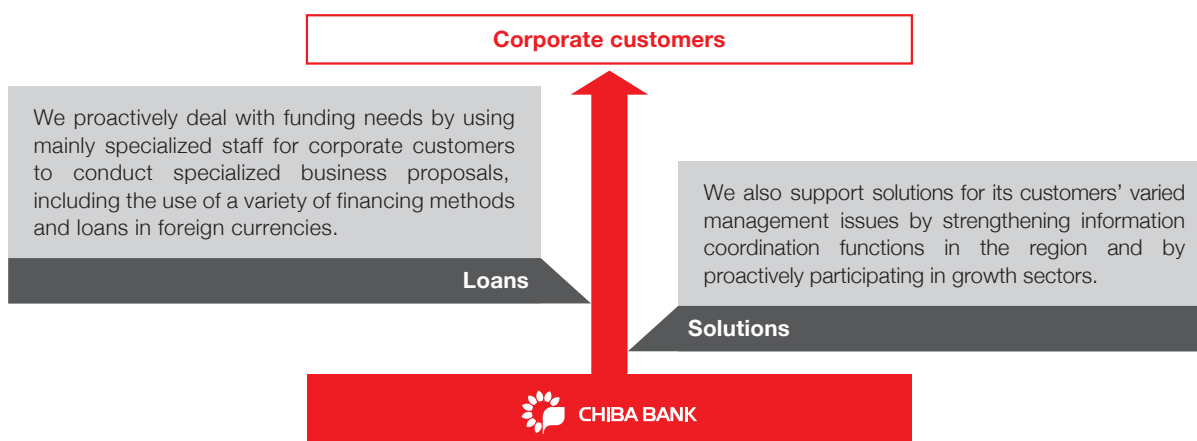 Corporate customers
We proactively deal with funding needs by using
mainly specialized staff for corporate customers
to conduct specialized business proposals,
including the use of a variety of financing methods
and loans in foreign currencies.
Loans
We also support solutions for its customers’ varied
management issues by strengthening information
coordination functions in the region and by
proactively participating in growth sectors.
Solutions
CHIBA BANK